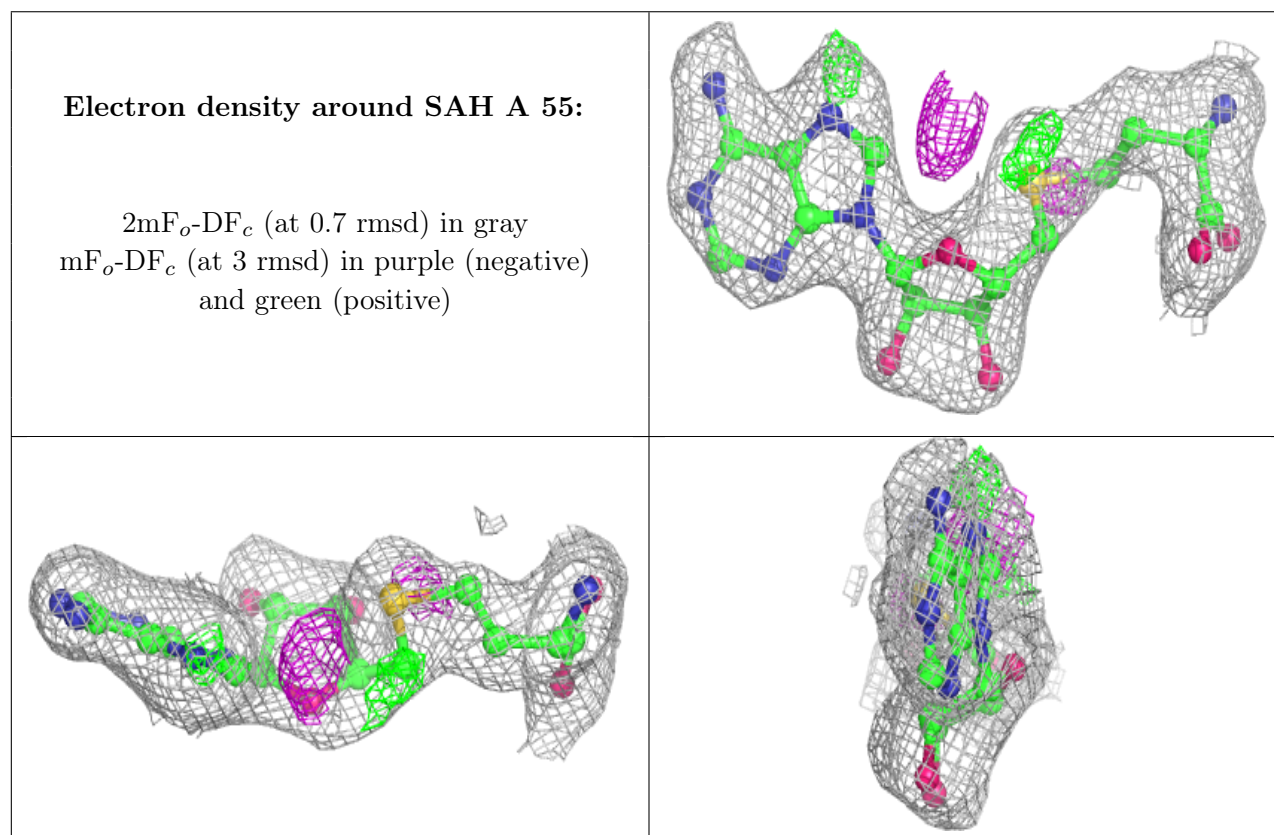 Electron density around SAH A 55:
2mFo-DFc (at 0.7 rmsd) in gray
mFo-DFc (at 3 rmsd) in purple (negative)
and green (positive)